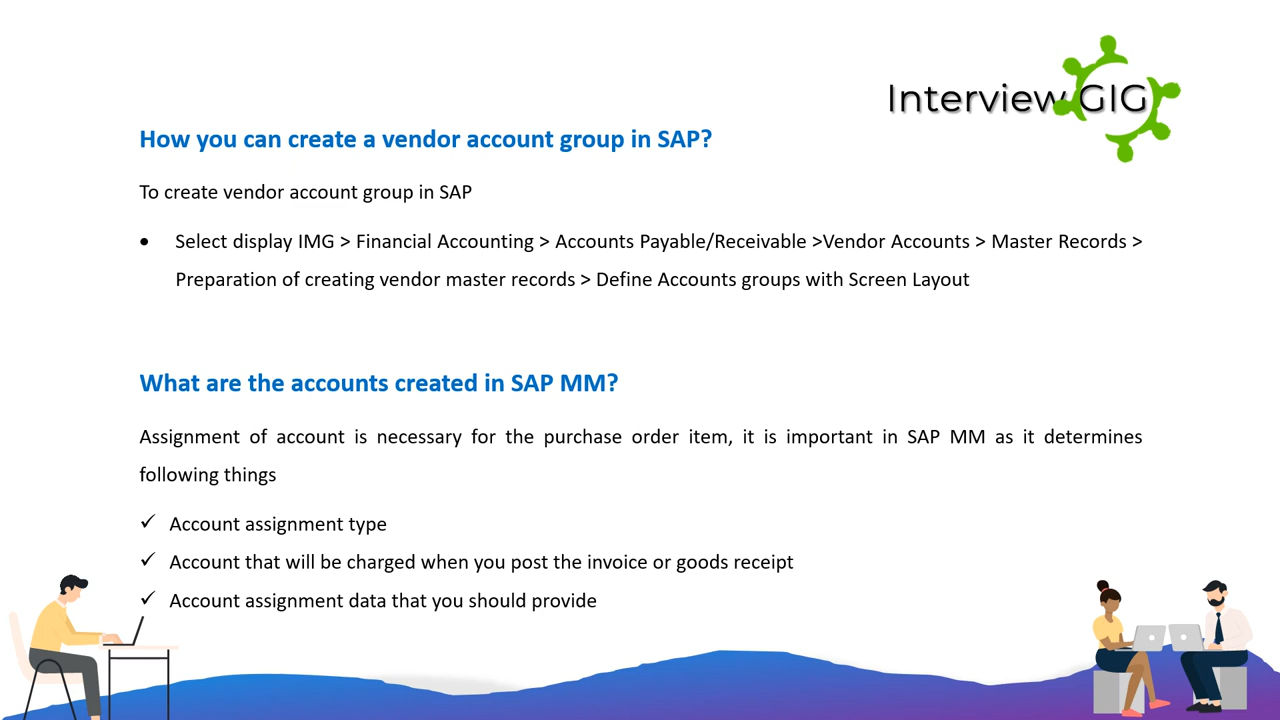 Interview GIG
How you can create a vendor account group in SAP?
To create vendor account group in SAP
• Select display IMG > Financial Accounting > Accounts Payable/Receivable >Vendor Accounts > Master Records >
Preparation of creating vendor master records > Define Accounts groups with Screen Layout
What are the accounts created in SAP MM?
Assignment of account is necessary for the purchase order item, it is important in SAP MM as it determines
following things
✓ Account assignment type
✓ Account that will be charged when you post the invoice or goods receipt
✓ Account assignment data that you should provide